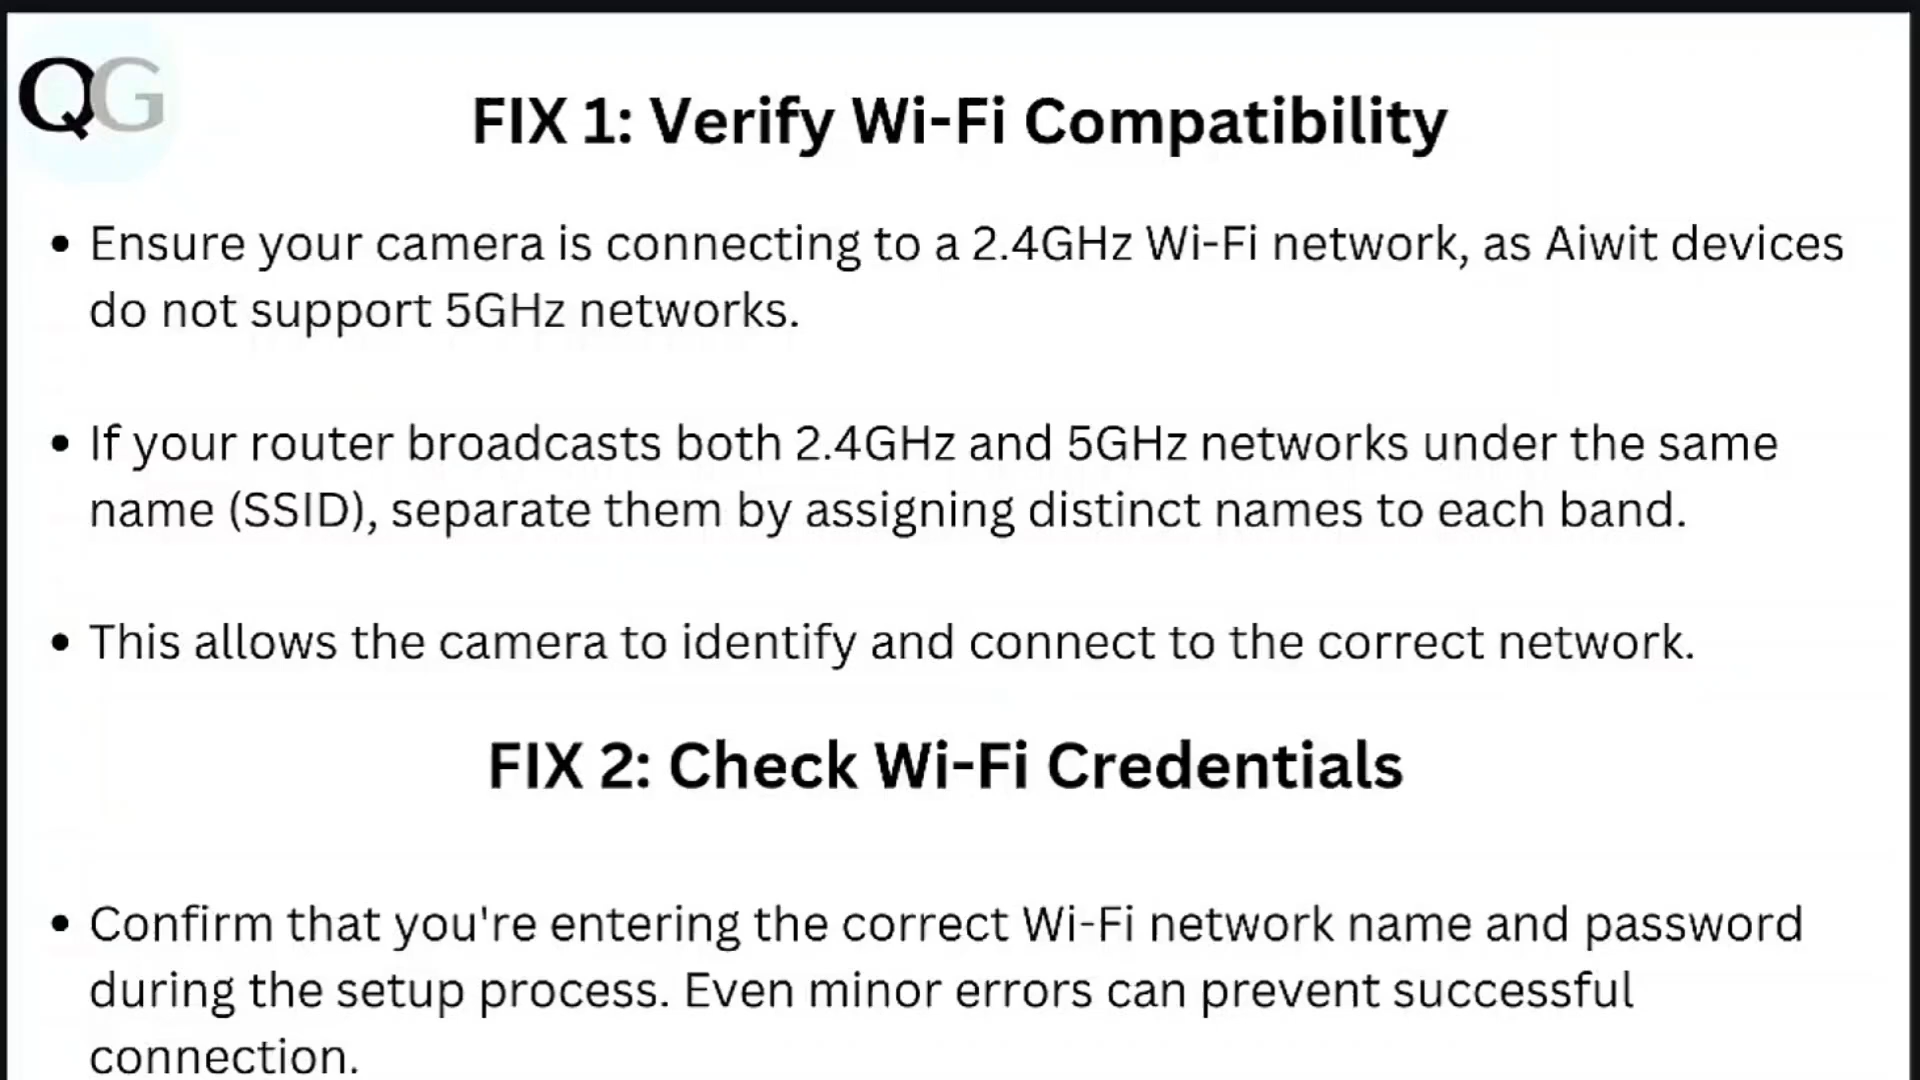 QG
FIX 1: Verify Wi-Fi Compatibility
• Ensure your camera is connecting to a 2.4GHz Wi-Fi network, as Aiwit devices
do not support 5GHz networks.
• If your router broadcasts both 2.4GHz and 5GHz networks under the same
name (SSID), separate them by assigning distinct names to each band.
• This allows the camera to identify and connect to the correct network.
FIX 2: Check Wi-Fi Credentials
• Confirm that you're entering the correct Wi-Fi network name and password
during the setup process. Even minor errors can prevent successful
connection.